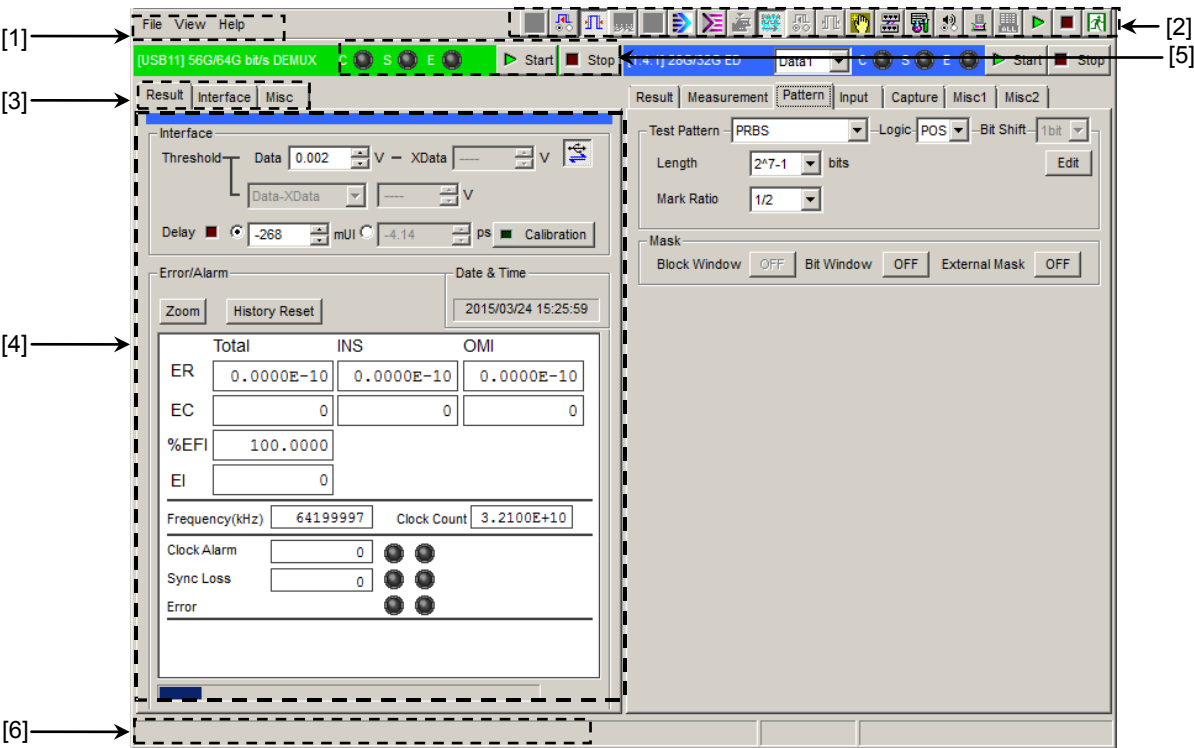 [1]
File View Help
[2]
[USB11] 56G/64G bit/s DEMUX C S E Start Stop
[1:4:1] 28G/32G ED Data1 C S E Start Stop
[5]
[3]
Result Interface Misc
Result Measurement Pattern Input Capture Misc1 Misc2
Interface
Threshold Data 0.002 V XData ---- V
Data-XData ---- V
Delay -268 mUI -4.14 ps Calibration
Test Pattern PRBS Logic POS Bit Shift 1bit
Length 2^7-1 bits Edit
Mark Ratio 1/2
Mask
Block Window OFF Bit Window OFF External Mask OFF
Error/Alarm
Date & Time
Zoom History Reset
2015/03/24 15:25:59
[4]
Total INS OMI
ER 0.0000E-10 0.0000E-10 0.0000E-10
EC 0 0 0
%EFI 100.0000
EI 0
Frequency(kHz) 64199997 Clock Count 3.2100E+10
Clock Alarm 0
Sync Loss 0
Error
[6]